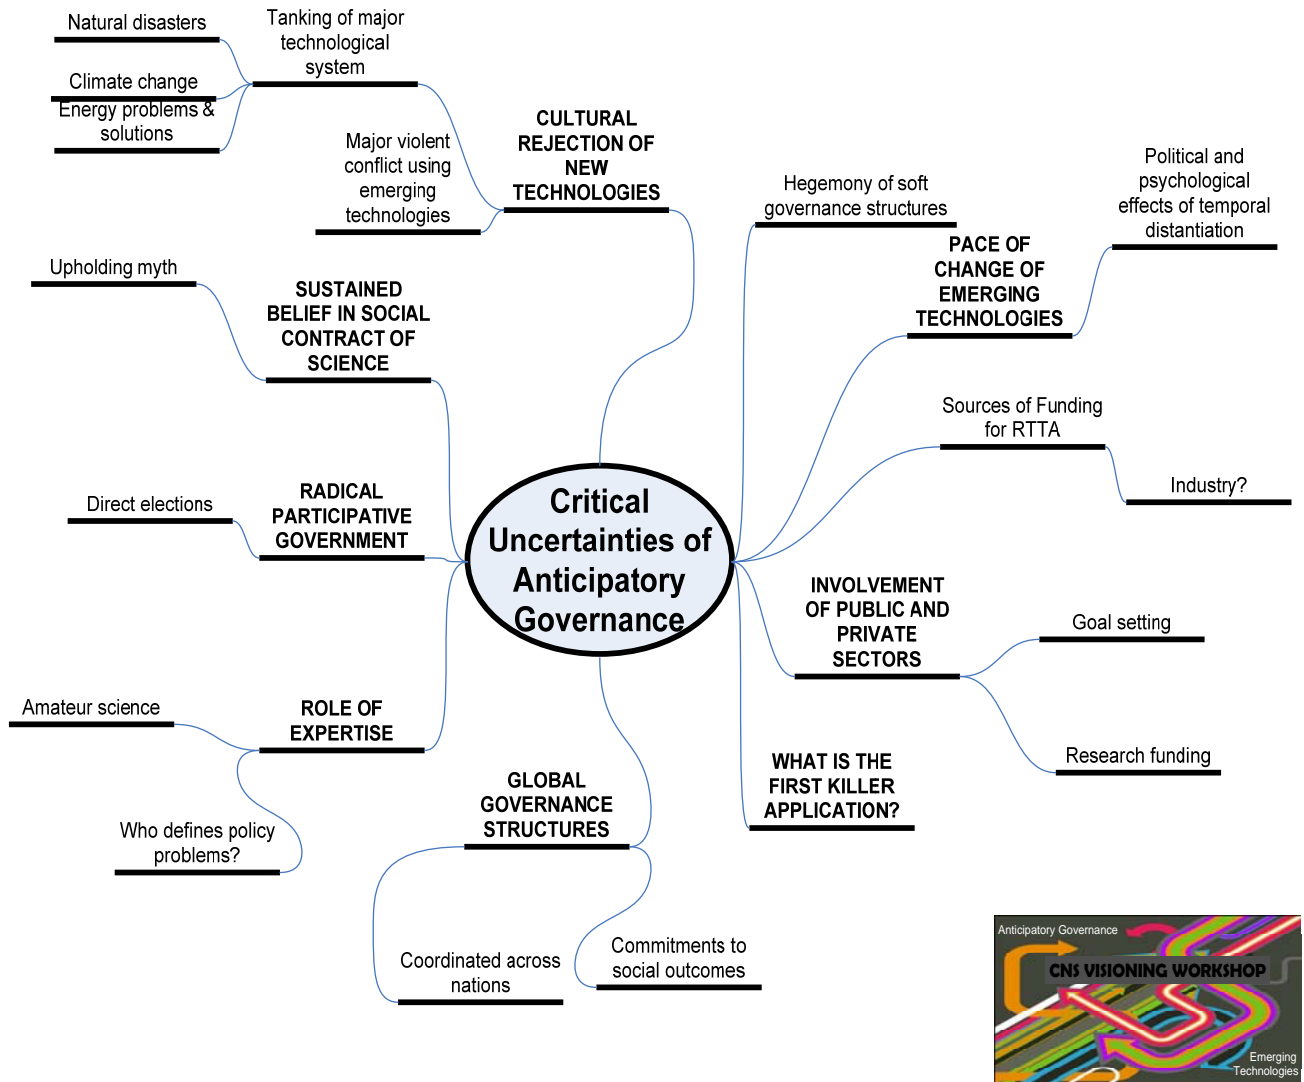 Natural disasters
Climate change
Energy problems &
solutions
Tanking of major
technological
system
Major violent
conflict using
emerging
technologies
CULTURAL
REJECTION OF
NEW
TECHNOLOGIES
Upholding myth
SUSTAINED
BELIEF IN SOCIAL
CONTRACT OF
SCIENCE
Direct elections
RADICAL
PARTICIPATIVE
GOVERNMENT
Amateur science
Who defines policy
problems?
ROLE OF
EXPERTISE
Critical
Uncertainties of
Anticipatory
Governance
GLOBAL
GOVERNANCE
STRUCTURES
Coordinated across
nations
Commitments to
social outcomes
Hegemony of soft
governance structures
PACE OF
CHANGE OF
EMERGING
TECHNOLOGIES
Political and
psychological
effects of temporal
distantiation
Sources of Funding
for RTTA
Industry?
INVOLVEMENT
OF PUBLIC AND
PRIVATE
SECTORS
Goal setting
Research funding
WHAT IS THE
FIRST KILLER
APPLICATION?
Anticipatory Governance
CNS VISIONING WORKSHOP
Emerging
Technologies